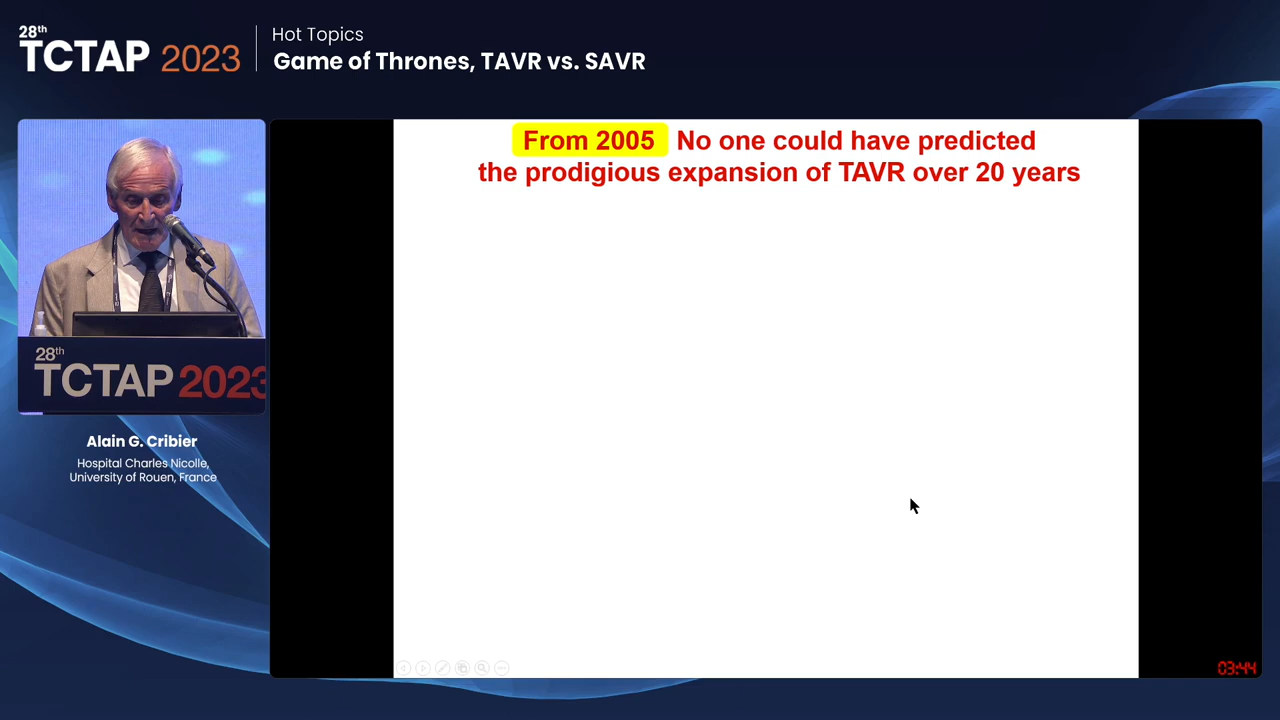 28th
TCTAP 2023
Hot Topics
Game of Thrones, TAVR vs. SAVR
From 2005 No one could have predicted
the prodigious expansion of TAVR over 20 years
28th
TCTAP 2023
Alain G. Cribier
Hospital Charles Nicolle,
University of Rouen, France
03:44